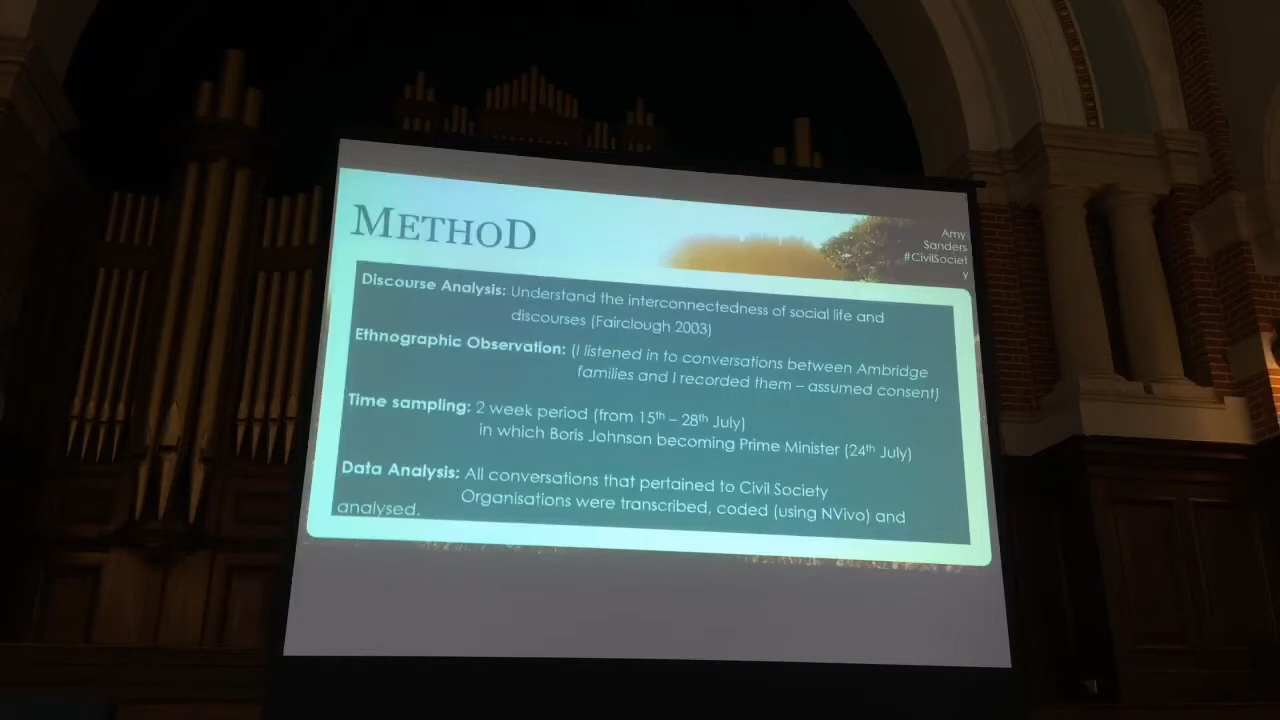 METHOD
Amy
Sanders
#CivilSociet
y
Discourse Analysis: Understand the interconnectedness of social life and
discourses (Fairclough 2003)
Ethnographic Observation: (I listened in to conversations between Ambridge
families and I recorded them – assumed consent)
Time sampling: 2 week period (from 15th – 28th July)
in which Boris Johnson becoming Prime Minister (24th July)
Data Analysis: All conversations that pertained to Civil Society
Organisations were transcribed, coded (using NVivo) and
analysed.